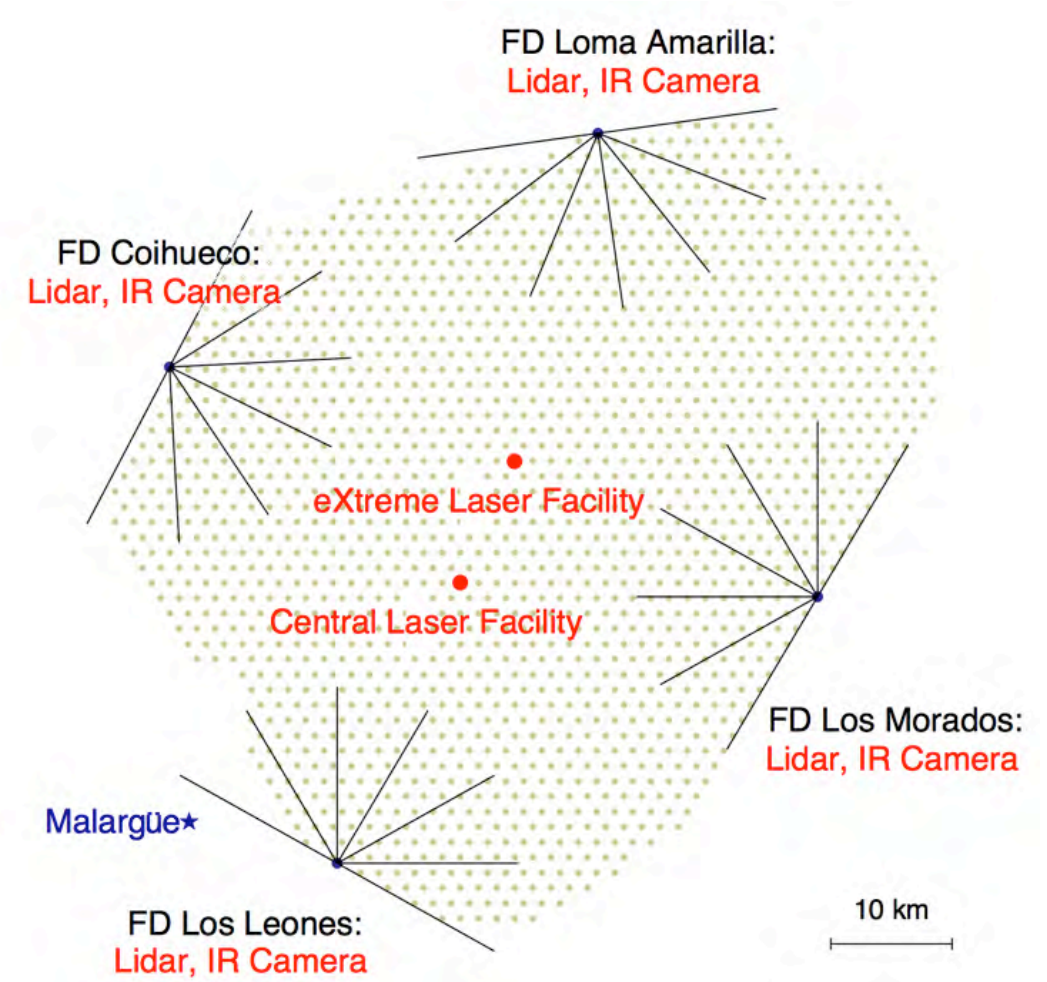 FD Loma Amarilla:
Lidar, IR Camera
FD Coihueco:
Lidar, IR Camera
eXtreme Laser Facility
Central Laser Facility
FD Los Morados:
Lidar, IR Camera
Malargüe
FD Los Leones:
Lidar, IR Camera
10 km